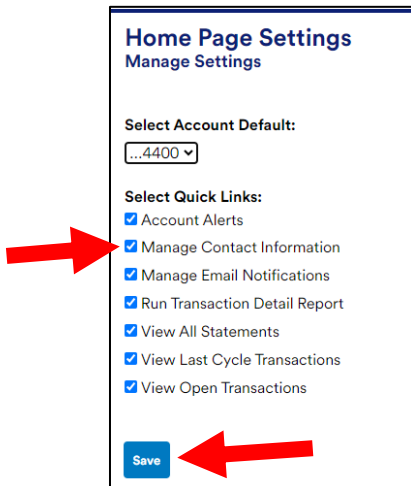 Home Page Settings
Manage Settings
Select Account Default:
...4400
Select Quick Links:
Account Alerts
Manage Contact Information
Manage Email Notifications
Run Transaction Detail Report
View All Statements
View Last Cycle Transactions
View Open Transactions
Save